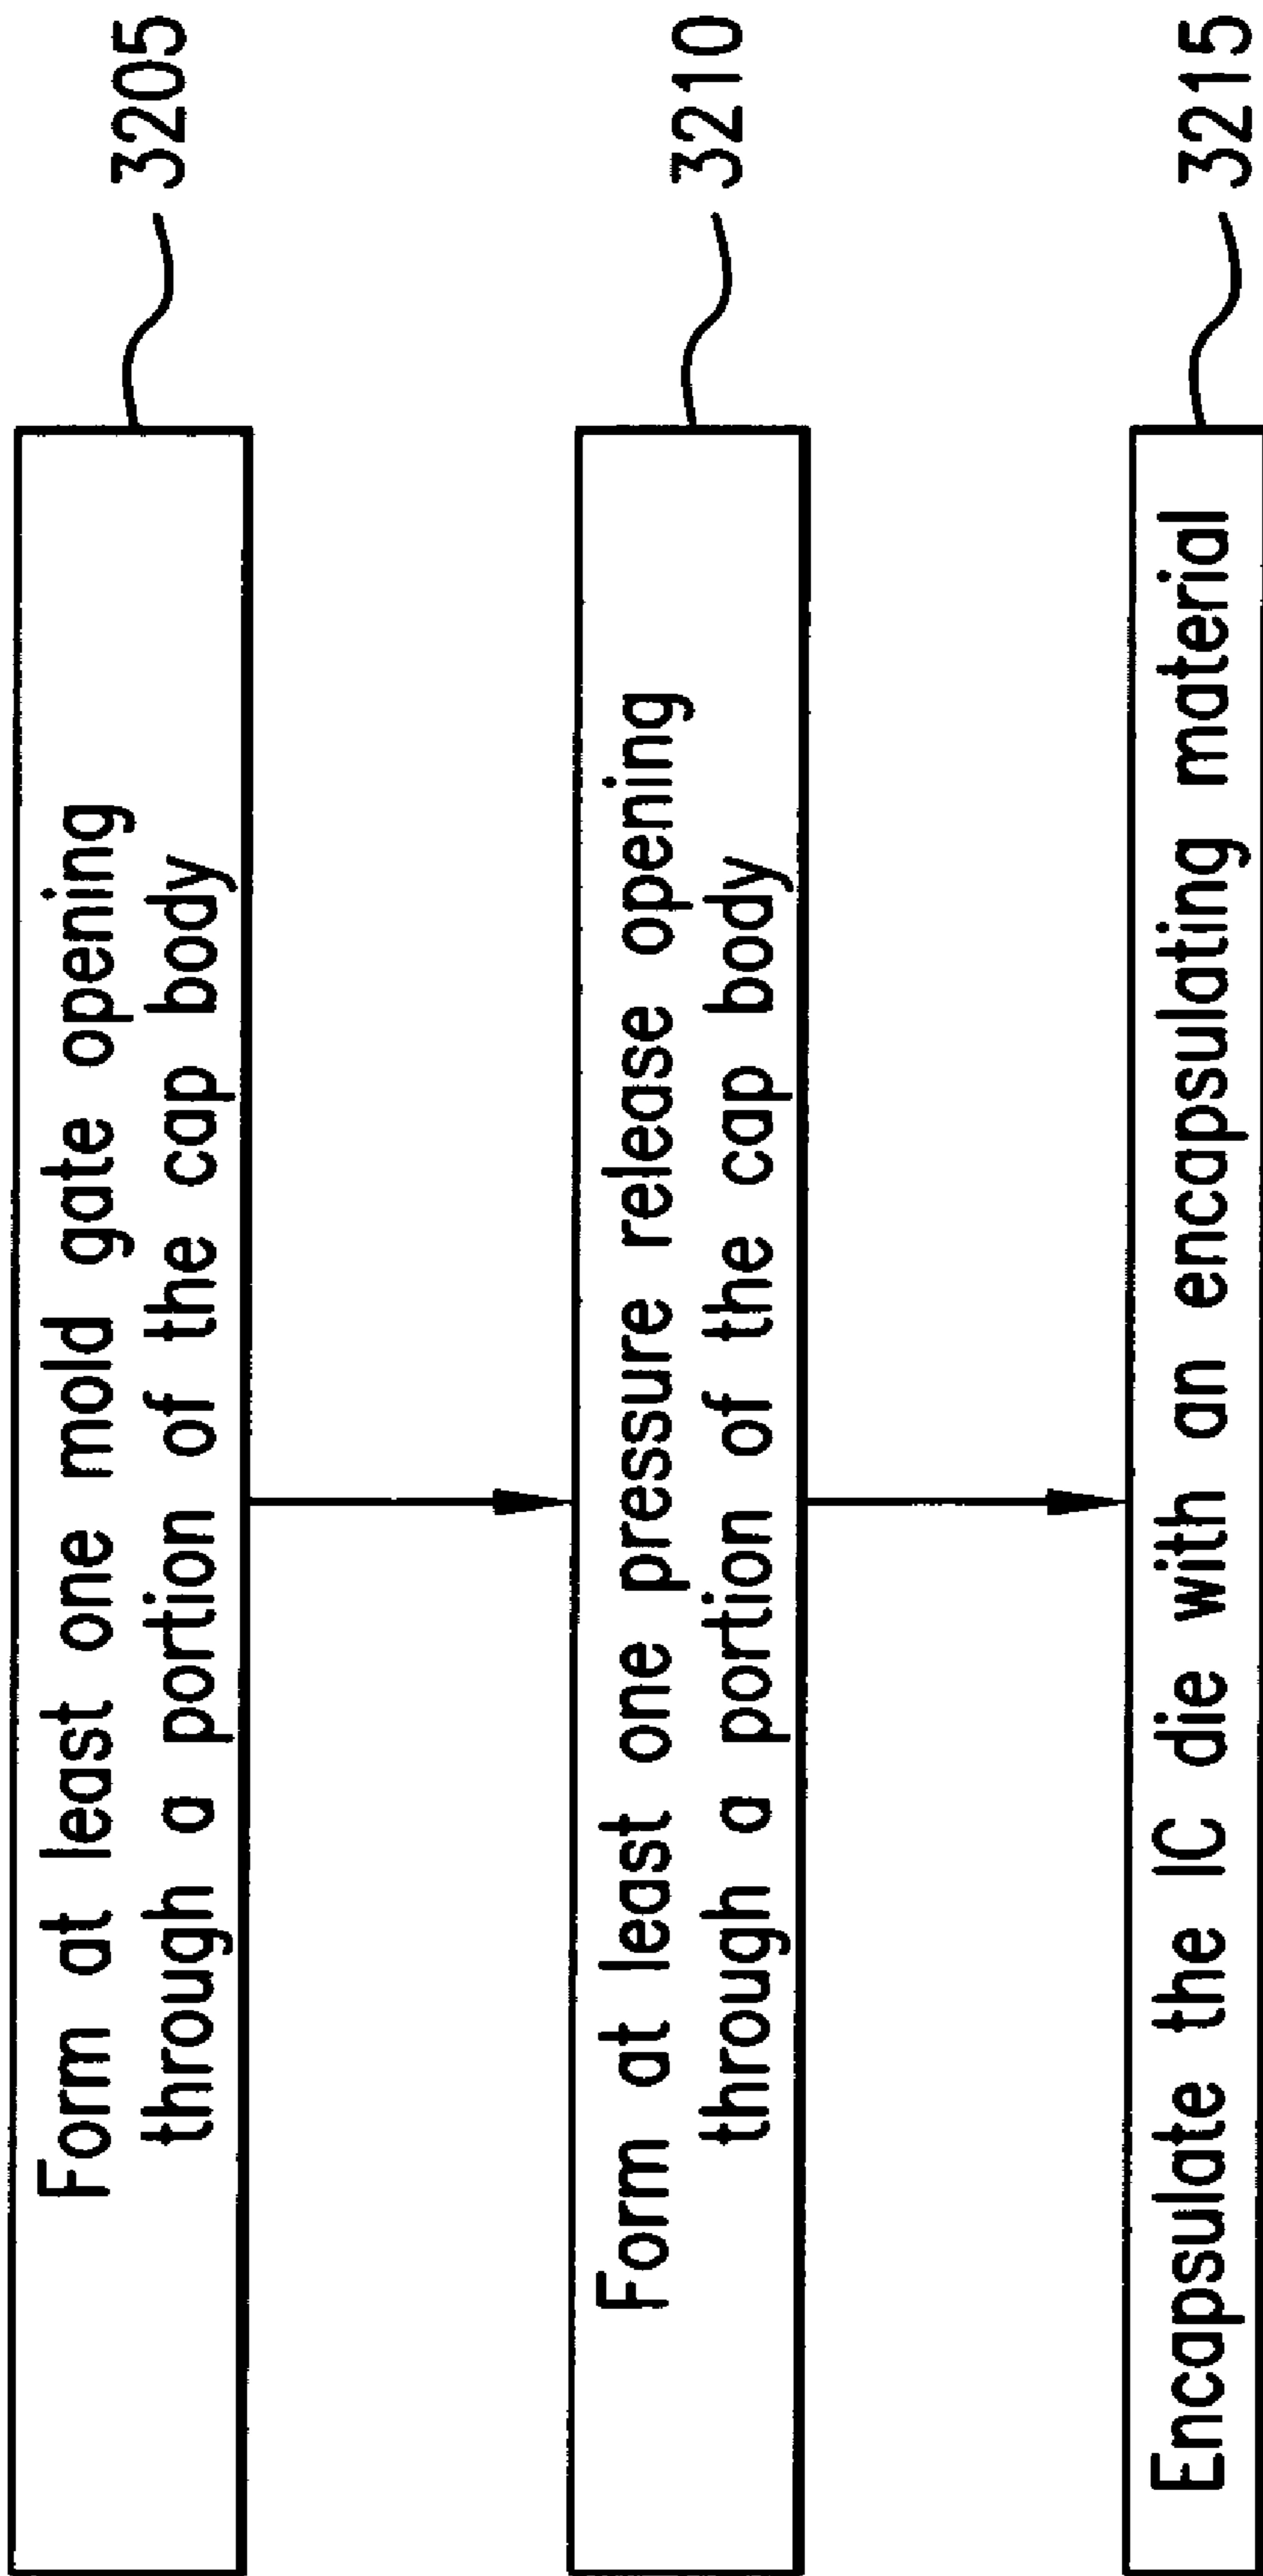 Form at least one mold gate opening
through a portion of the cap body
3205
Form at least one pressure release opening
through a portion of the cap body
3210
Encapsulate the IC die with an encapsulating material
3215